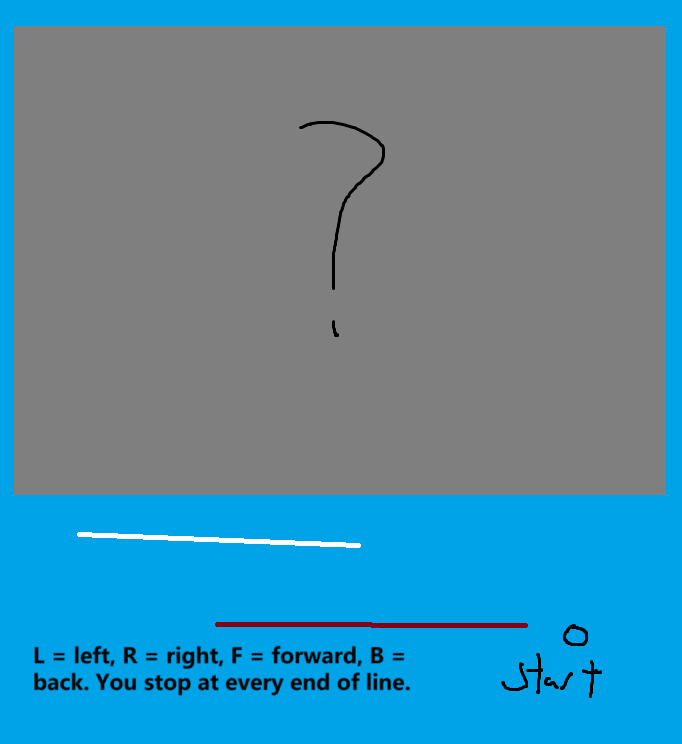 ?
L = left, R = right, F = forward, B =
back. You stop at every end of line.
start